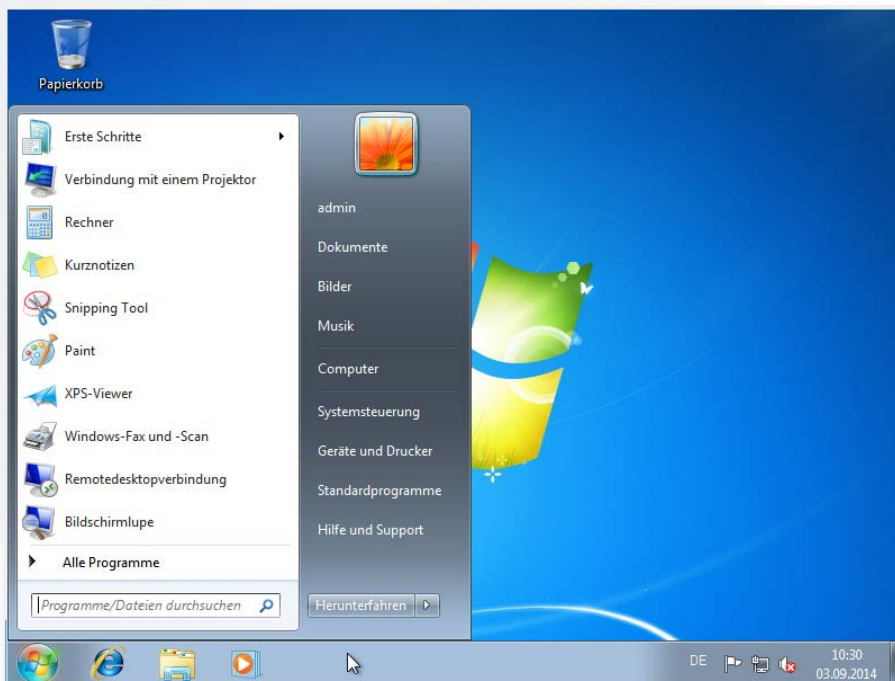 Papierkorb
Erste Schritte
Verbindung mit einem Projektor
Rechner
Kurznotizen
Snipping Tool
Paint
XPS-Viewer
Windows-Fax und -Scan
Remotedesktopverbindung
Bildschirmlupe
Alle Programme
Programme/Dateien durchsuchen
admin
Dokumente
Bilder
Musik
Computer
Systemsteuerung
Geräte und Drucker
Standardprogramme
Hilfe und Support
Herunterfahren
DE
10:30
03.09.2014